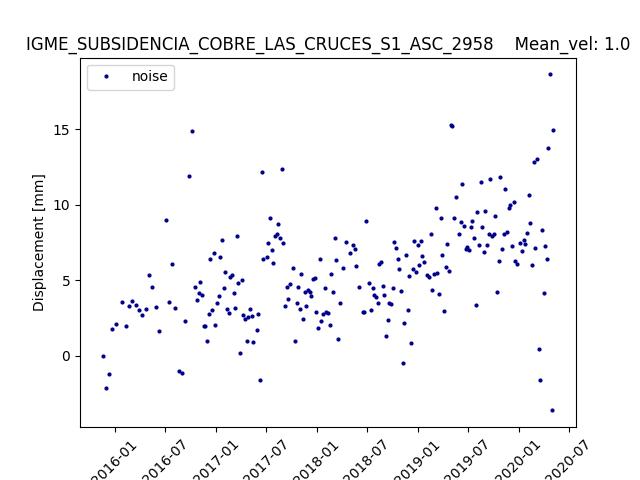 IGME_SUBSIDENCIA_COBRE_LAS_CRUCES_S1_ASC_2958 Mean_vel: 1.0
noise
Displacement [mm]
15
10
5
0
2016-01 2016-07 2017-01 2017-07 2018-01 2018-07 2019-01 2019-07 2020-01 2020-07